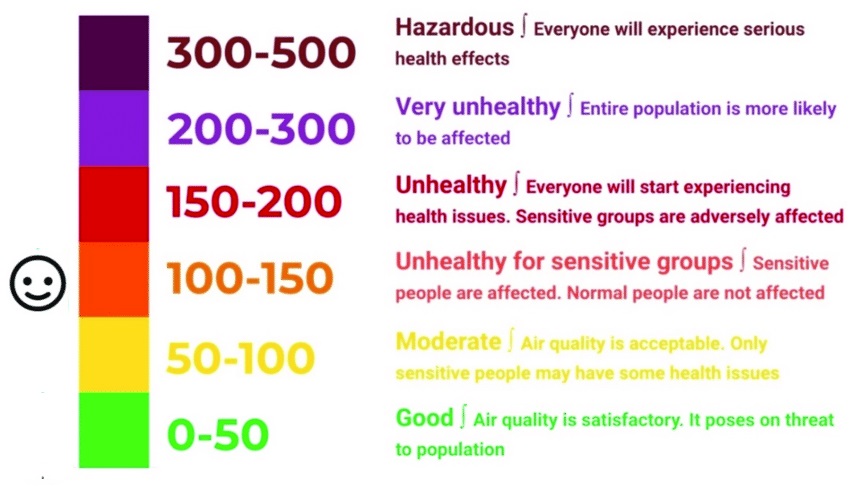 300-500
Hazardous ∫ Everyone will experience serious
health effects
200-300
Very unhealthy ∫ Entire population is more likely
to be affected
150-200
Unhealthy ∫ Everyone will start experiencing
health issues. Sensitive groups are adversely affected
100-150
Unhealthy for sensitive groups ∫ Sensitive
people are affected. Normal people are not affected
50-100
Moderate ∫ Air quality is acceptable. Only
sensitive people may have some health issues
0-50
Good ∫ Air quality is satisfactory. It poses on threat
to population